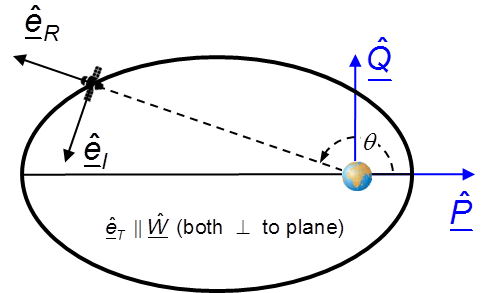 ê_R
Q̂
θ
ê_I
ê_T || Ŵ (both ⊥ to plane)
P̂